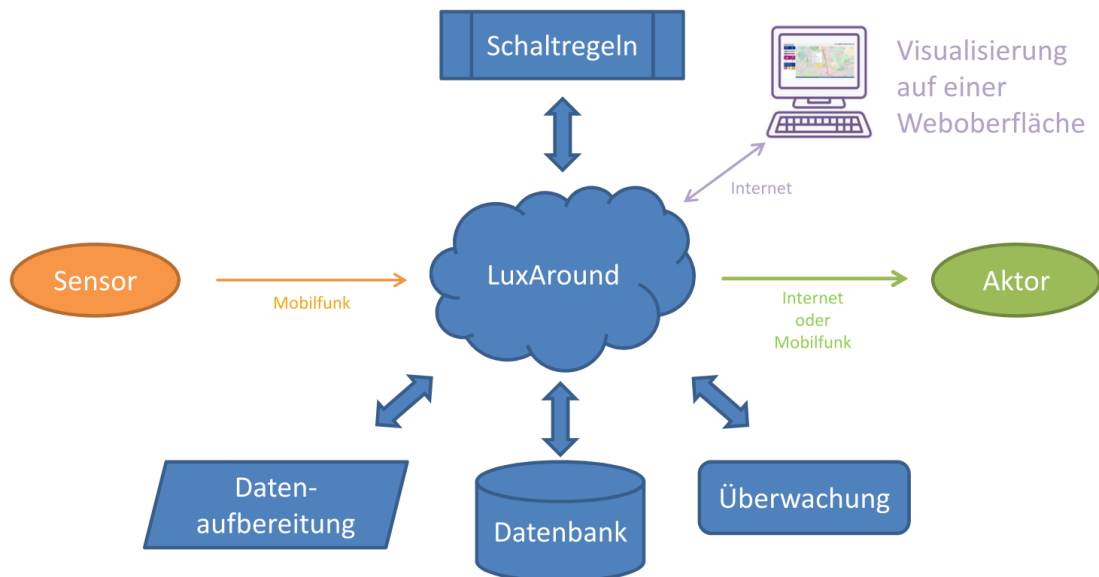 Schaltregeln
Visualisierung
auf einer
Weboberfläche
Internet
LuxAround
Sensor
Mobilfunk
Internet
oder
Mobilfunk
Aktor
Daten-
aufbereitung
Datenbank
Überwachung